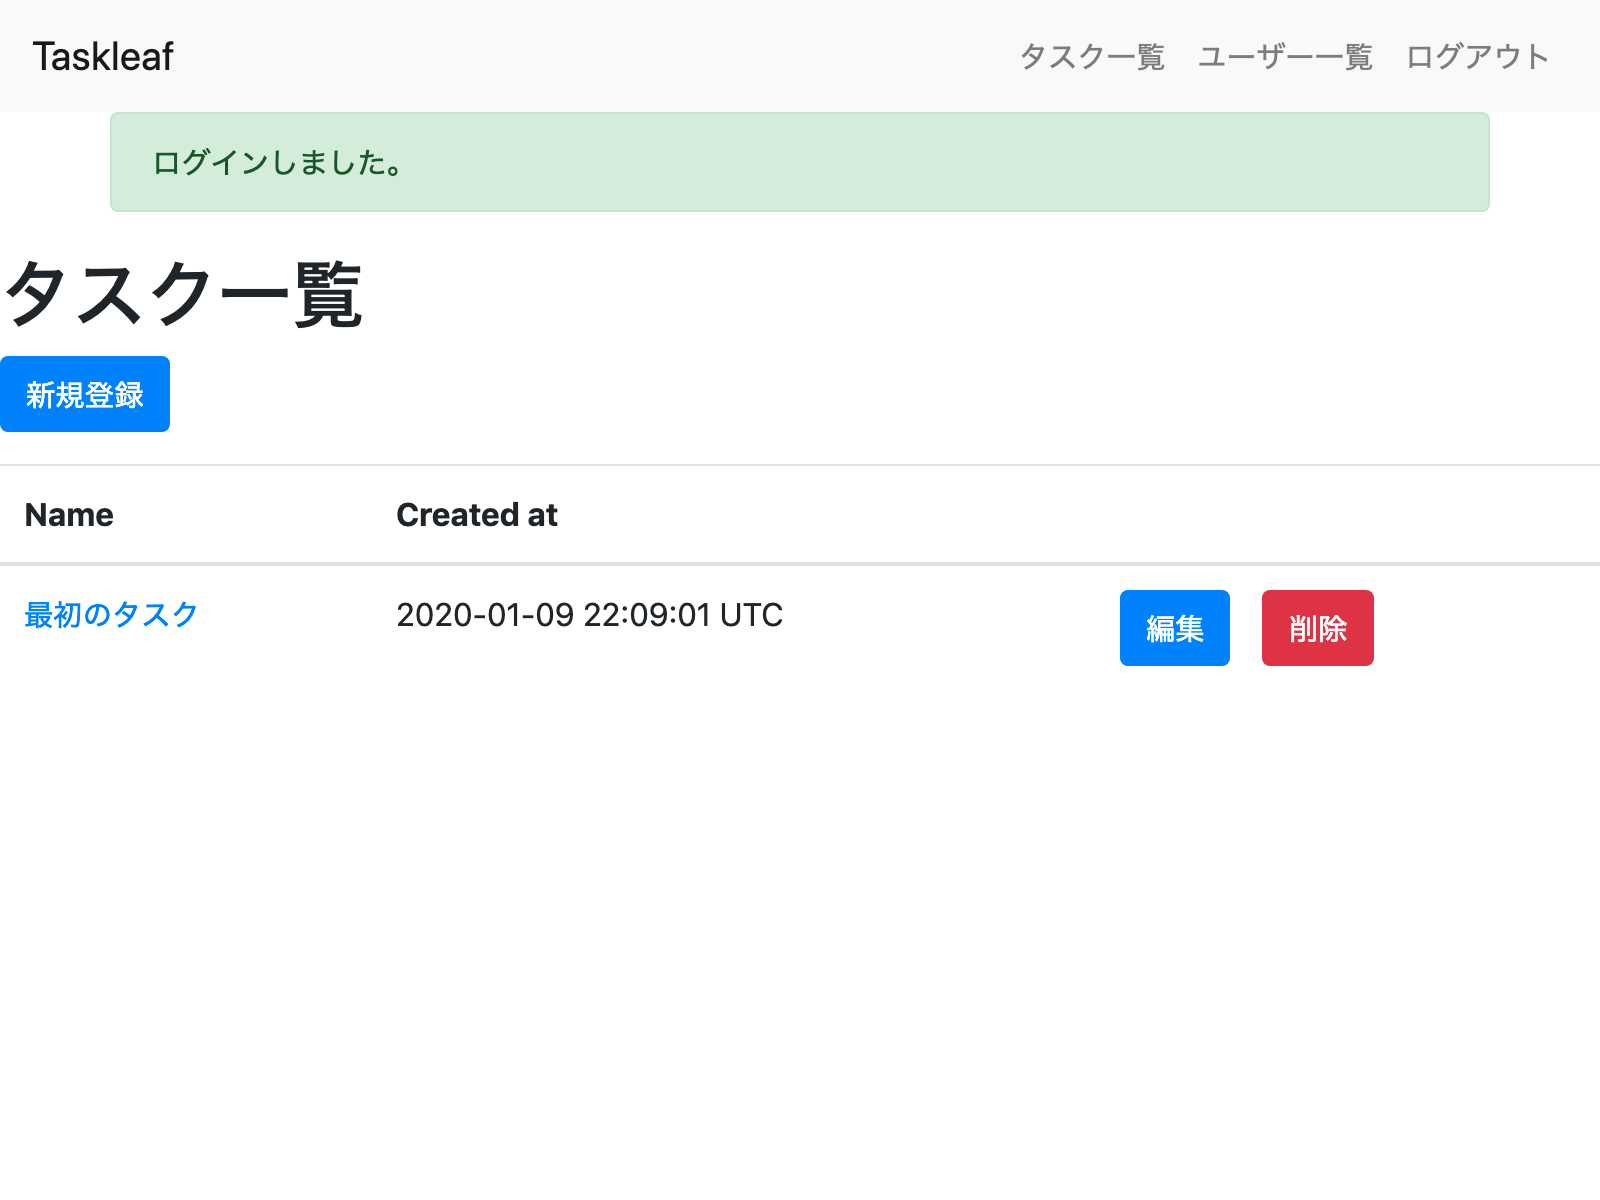 Taskleaf タスク一覧 ユーザー一覧 ログアウト
ログインしました。
タスク一覧
新規登録
Name Created at
最初のタスク 2020-01-09 22:09:01 UTC 編集 削除